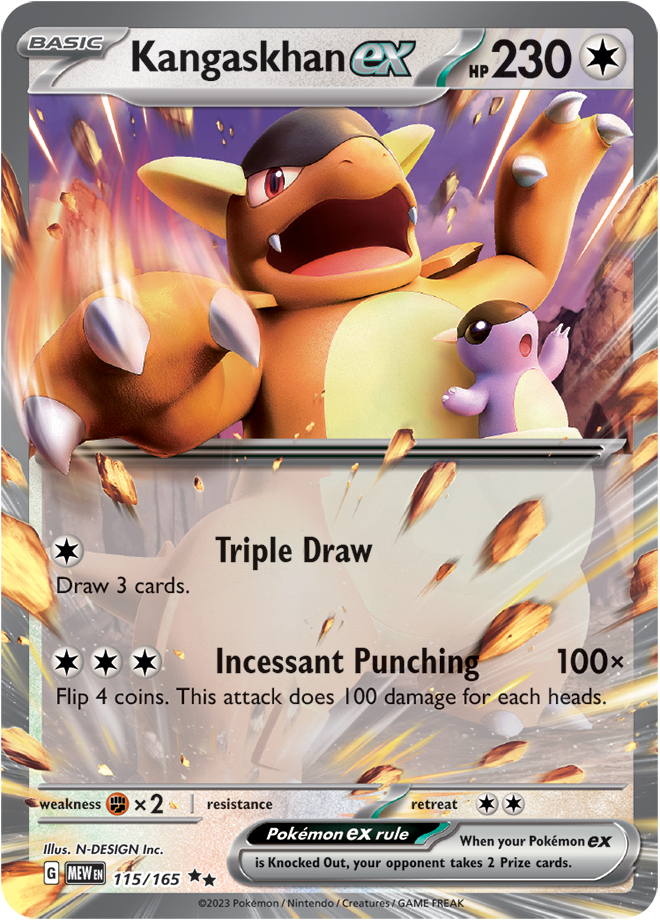 BASIC
Kangaskhan ex HP 230
Triple Draw
Draw 3 cards.
Incessant Punching 100×
Flip 4 coins. This attack does 100 damage for each heads.
weakness ×2 resistance retreat
Illus. N-DESIGN Inc.
Pokémon ex rule When your Pokémon ex
is Knocked Out, your opponent takes 2 Prize cards.
G MEW EN 115/165 ★★
©2023 Pokémon / Nintendo / Creatures / GAME FREAK